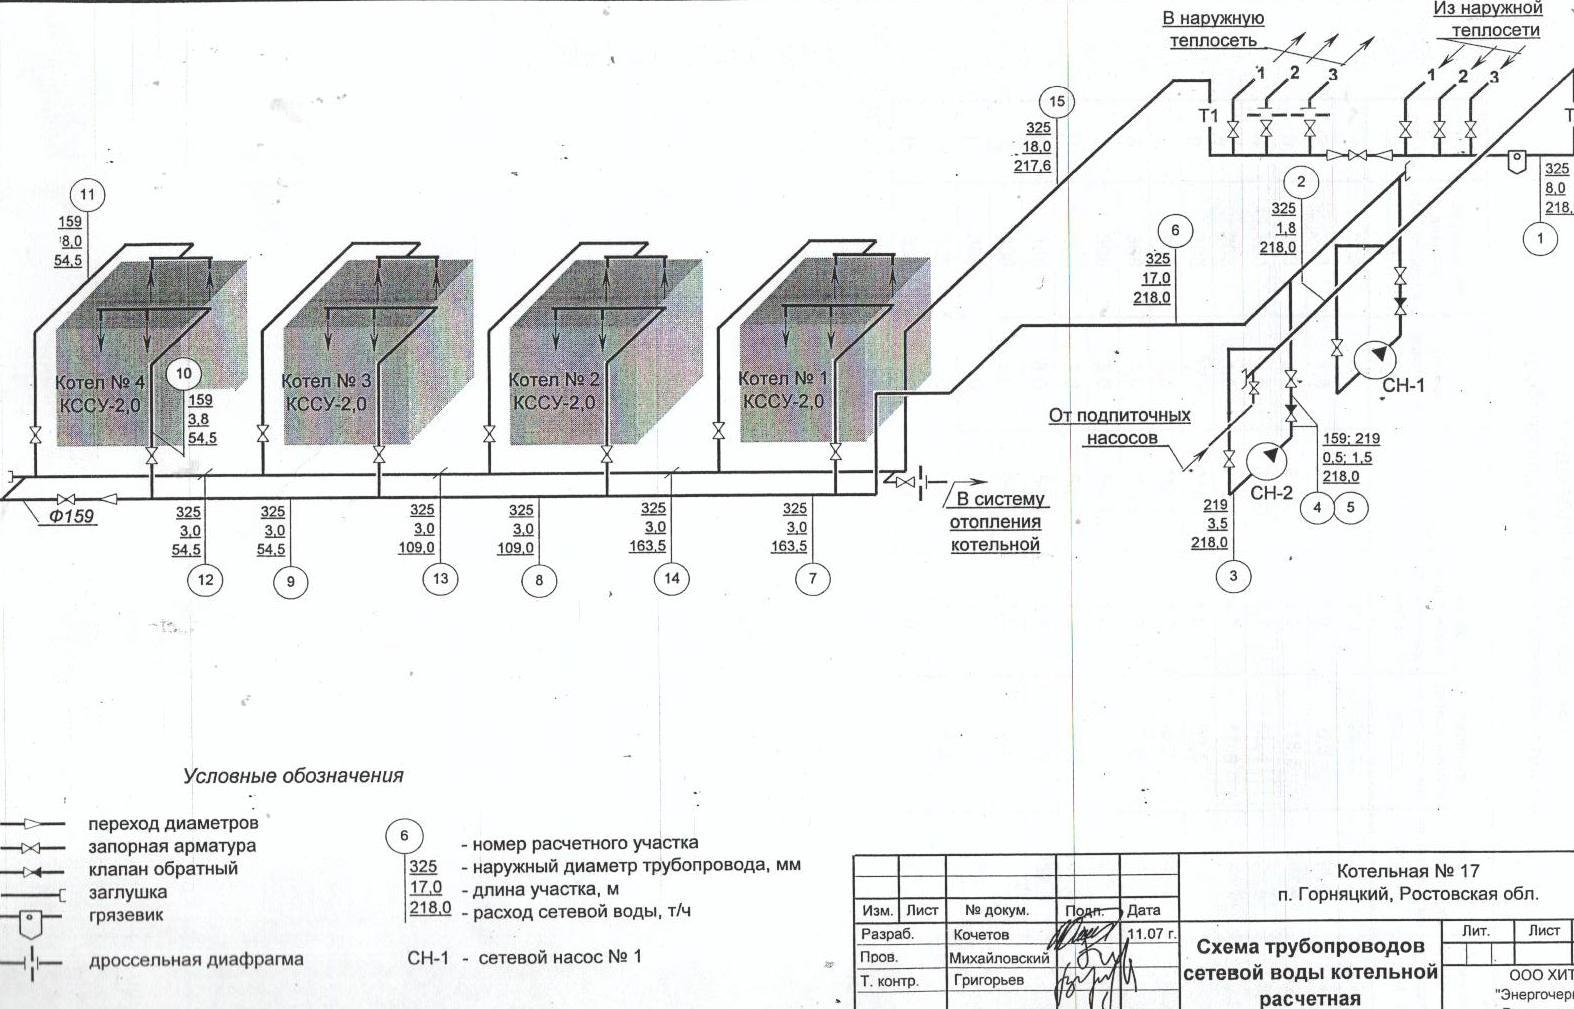 В наружную
теплосеть
Из наружной
теплосети
1 2 3
1 2 3
Т1
Т
15
325
18,0
217,6
2
325
1,8
218,0
325
8,0
218,
1
6
325
17,0
218,0
11
159
8,0
54,5
Котел № 4
КССУ-2,0
10
159
3,8
54,5
Котел № 3
КССУ-2,0
Котел № 2
КССУ-2,0
Котел № 1
КССУ-2,0
СН-1
От подпиточных
насосов
СН-2
159; 219
0,5; 1,5
218,0
4 5
219
3,5
218,0
3
В систему
отопления
котельной
Ф159
325
3,0
54,5
12
325
3,0
54,5
9
325
3,0
109,0
13
325
3,0
109,0
8
325
3,0
163,5
14
325
3,0
163,5
7
Условные обозначения
переход диаметров
запорная арматура
клапан обратный
заглушка
грязевик
дроссельная диафрагма
6
- номер расчетного участка
325 - наружный диаметр трубопровода, мм
17,0 - длина участка, м
218,0 - расход сетевой воды, т/ч
СН-1 - сетевой насос № 1
Котельная № 17
п. Горняцкий, Ростовская обл.
Изм. Лист № докум. Подп. Дата
Разраб. Кочетов 11.07 г.
Пров. Михайловский
Т. контр. Григорьев
Схема трубопроводов
сетевой воды котельной
расчетная
Лит. Лист
ООО ХИТ
"Энергочер